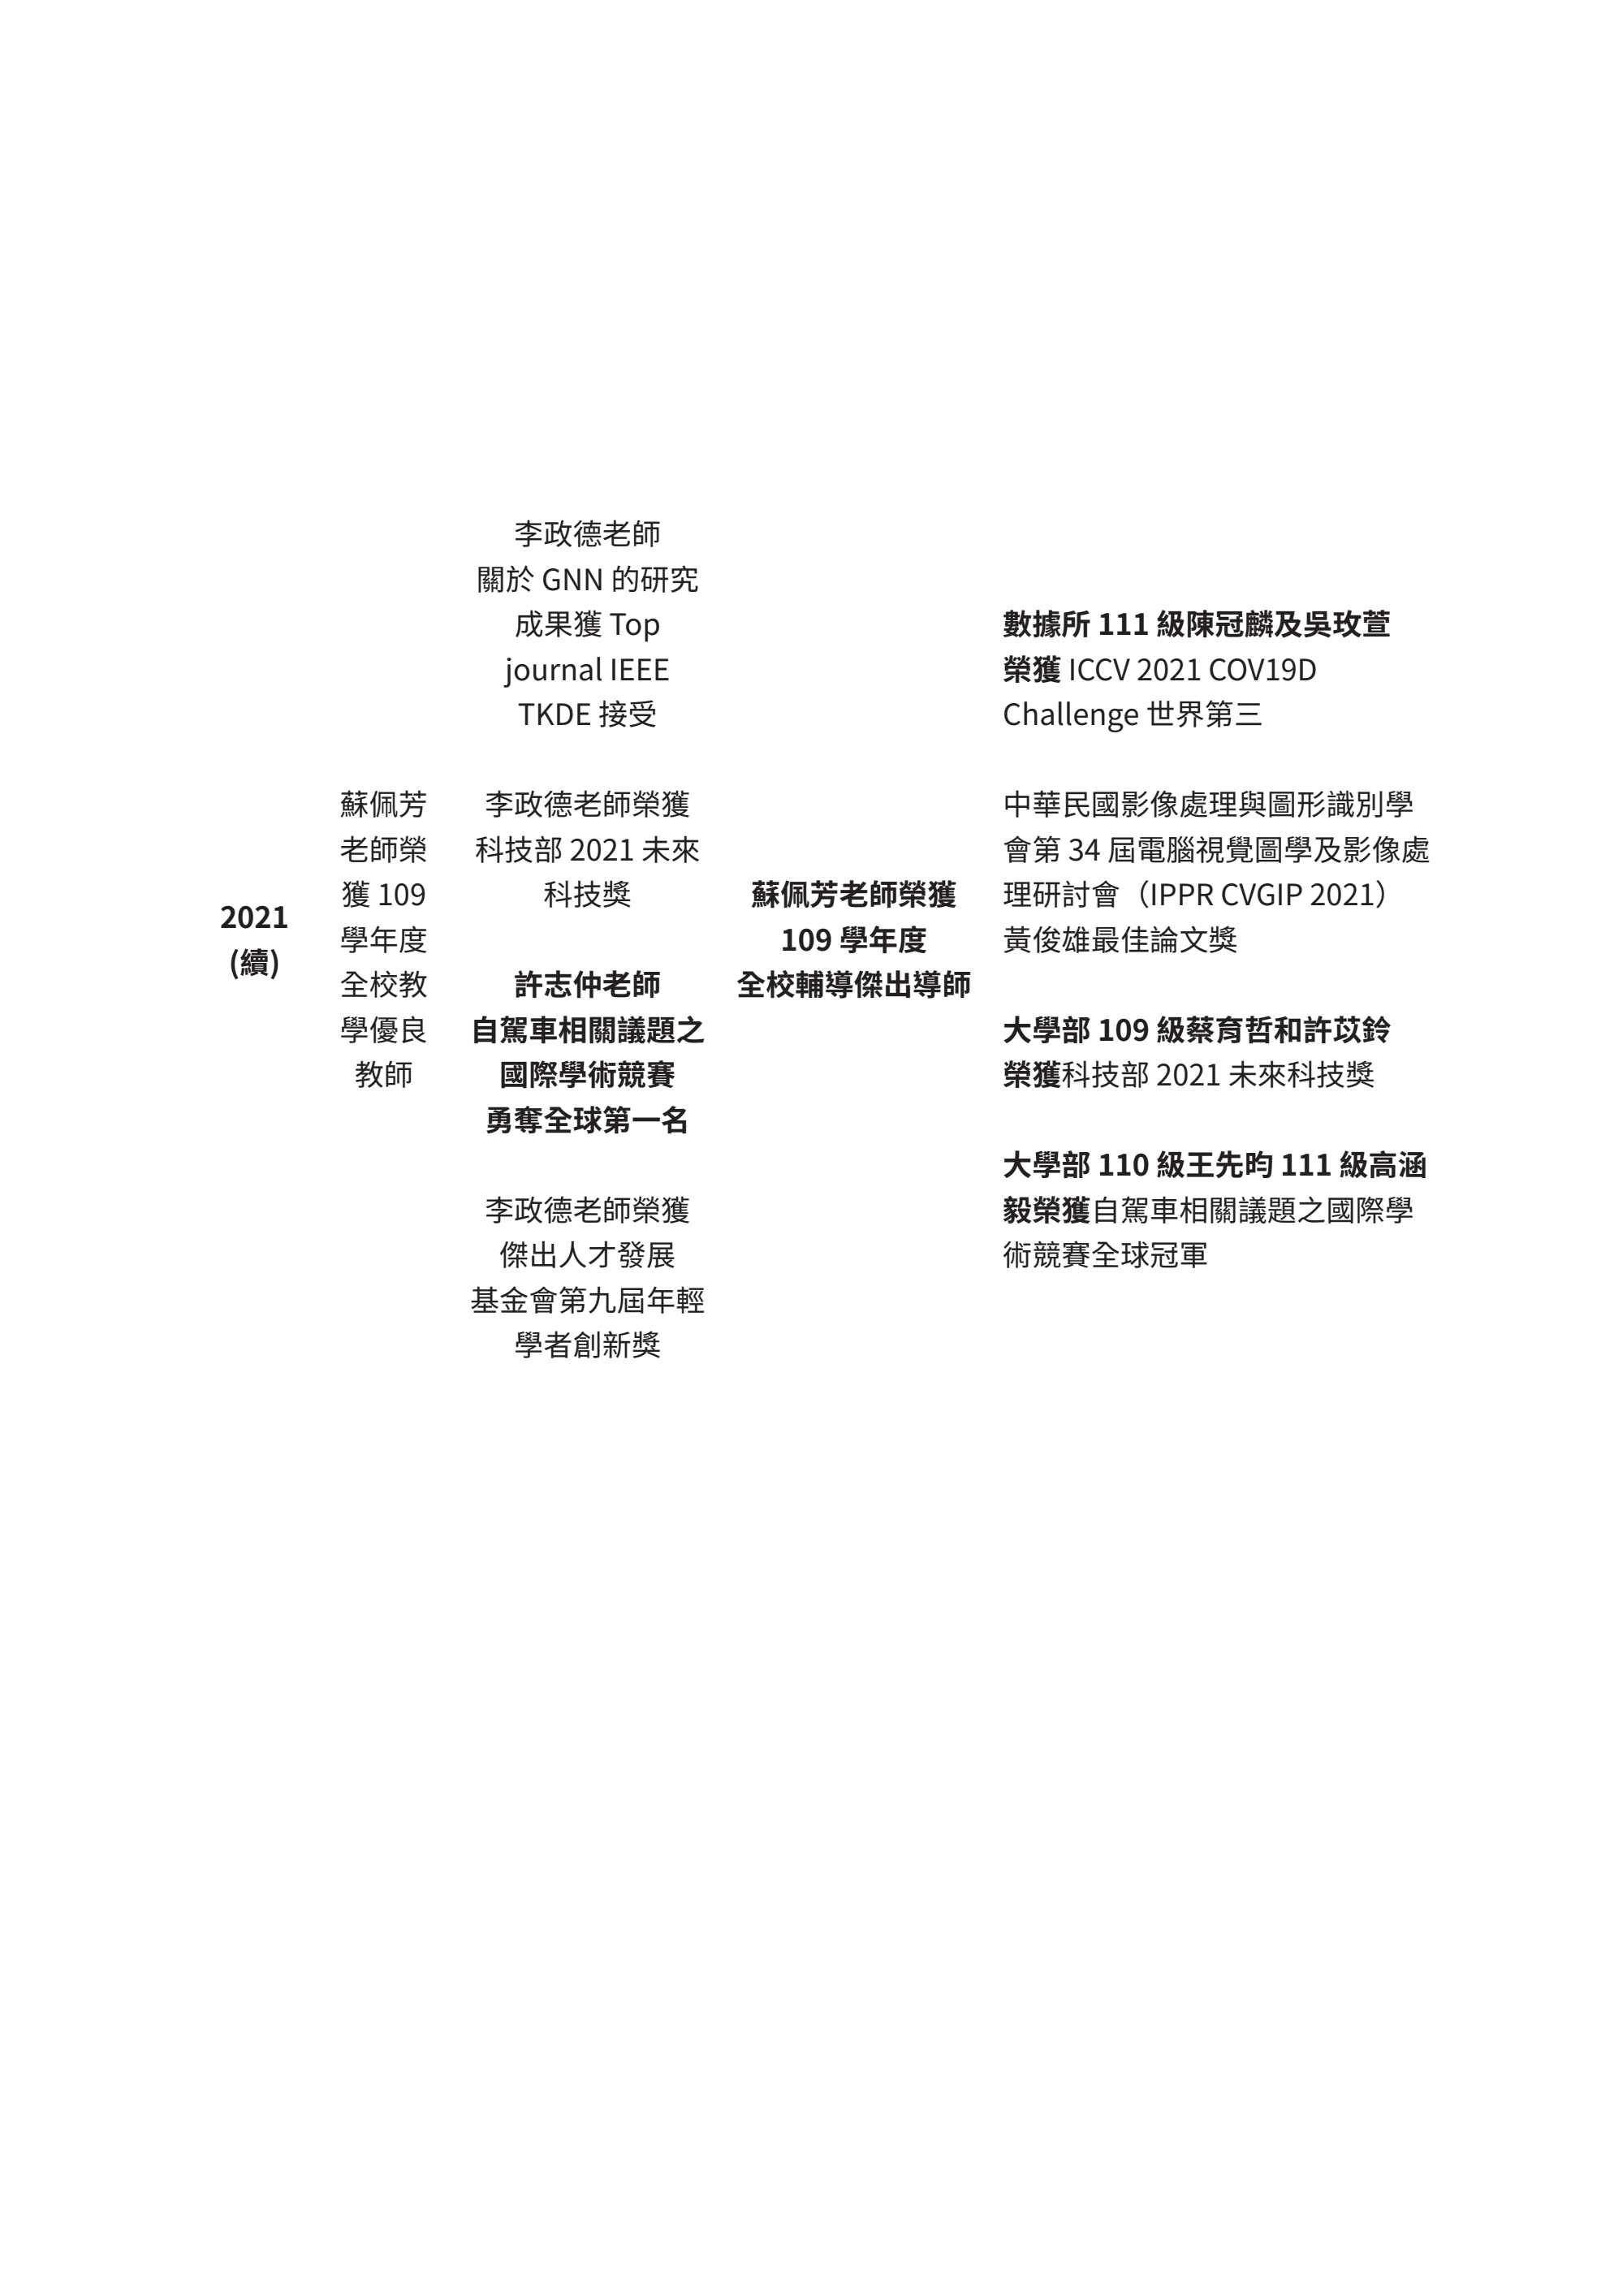 2021
(續)
蘇佩芳
老師榮
獲 109
學年度
全校教
學優良
教師
李政德老師
關於 GNN 的研究
成果獲 Top
journal IEEE
TKDE 接受
李政德老師榮獲
科技部 2021 未來
科技獎
許志仲老師
自駕車相關議題之
國際學術競賽
勇奪全球第一名
李政德老師榮獲
傑出人才發展
基金會第九屆年輕
學者創新獎
蘇佩芳老師榮獲
109 學年度
全校輔導傑出導師
數據所 111 級陳冠麟及吳玫萱
榮獲 ICCV 2021 COV19D
Challenge 世界第三
中華民國影像處理與圖形識別學
會第 34 屆電腦視覺圖學及影像處
理研討會（IPPR CVGIP 2021）
黃俊雄最佳論文獎
大學部 109 級蔡育哲和許苡鈴
榮獲科技部 2021 未來科技獎
大學部 110 級王先昀 111 級高涵
毅榮獲自駕車相關議題之國際學
術競賽全球冠軍